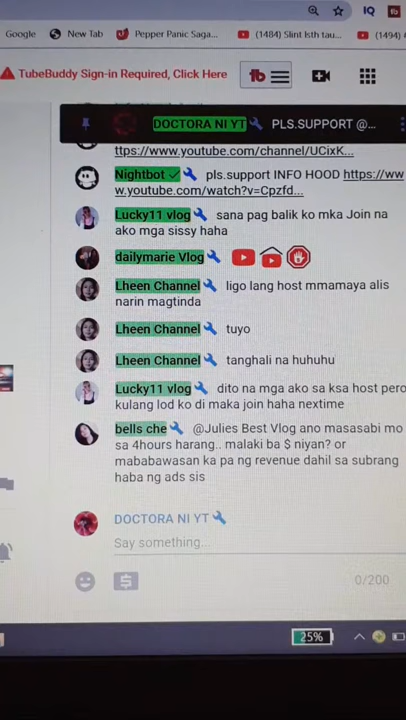 Google New Tab Pepper Panic Saga... (1484) Slint Isth tau... (1494)
TubeBuddy Sign-in Required, Click Here
DOCTORA NI YT PLS.SUPPORT @...
ttps://www.youtube.com/channel/UCixK...
Nightbot pls.support INFO HOOD https://ww
w.youtube.com/watch?v=Cpzfd...
Lucky11 vlog sana pag balik ko mka Join na
ako mga sissy haha
dailymarie Vlog
Lheen Channel ligo lang host mmamaya alis
narin magtinda
Lheen Channel tuyo
Lheen Channel tanghali na huhuhu
Lucky11 vlog dito na mga ako sa ksa host pero
kulang lod ko di maka join haha nextime
bells che @Julies Best Vlog ano masasabi mo
sa 4hours harang.. malaki ba $ niyan? or
mababawasan ka pa ng revenue dahil sa subrang
haba ng ads sis
DOCTORA NI YT
Say something...
0/200
25%